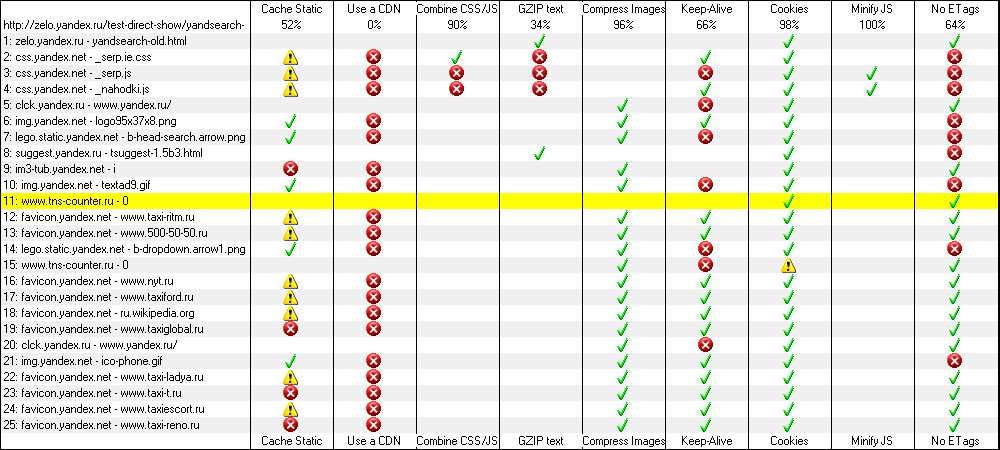 Cache Static Use a CDN Combine CSS/JS GZIP text Compress Images Keep-Alive Cookies Minify JS No ETags
http://zelo.yandex.ru/test-direct-show/yandsearch- 52% 0% 90% 34% 96% 66% 98% 100% 64%
1: zelo.yandex.ru - yandsearch-old.html
2: css.yandex.net - _serp.ie.css
3: css.yandex.net - _serp.js
4: css.yandex.net - _nahodki.js
5: clck.yandex.ru - www.yandex.ru/
6: img.yandex.net - logo95x37x8.png
7: lego.static.yandex.net - b-head-search.arrow.png
8: suggest.yandex.ru - tsuggest-1.5b3.html
9: im3-tub.yandex.net - i
10: img.yandex.net - textad9.gif
11: www.tns-counter.ru - 0
12: favicon.yandex.net - www.taxi-ritm.ru
13: favicon.yandex.net - www.500-50-50.ru
14: lego.static.yandex.net - b-dropdown.arrow1.png
15: www.tns-counter.ru - 0
16: favicon.yandex.net - www.nyt.ru
17: favicon.yandex.net - www.taxiford.ru
18: favicon.yandex.net - ru.wikipedia.org
19: favicon.yandex.net - www.taxiglobal.ru
20: clck.yandex.ru - www.yandex.ru/
21: img.yandex.net - ico-phone.gif
22: favicon.yandex.net - www.taxi-ladya.ru
23: favicon.yandex.net - www.taxi-t.ru
24: favicon.yandex.net - www.taxiescort.ru
25: favicon.yandex.net - www.taxi-reno.ru
Cache Static Use a CDN Combine CSS/JS GZIP text Compress Images Keep-Alive Cookies Minify JS No ETags